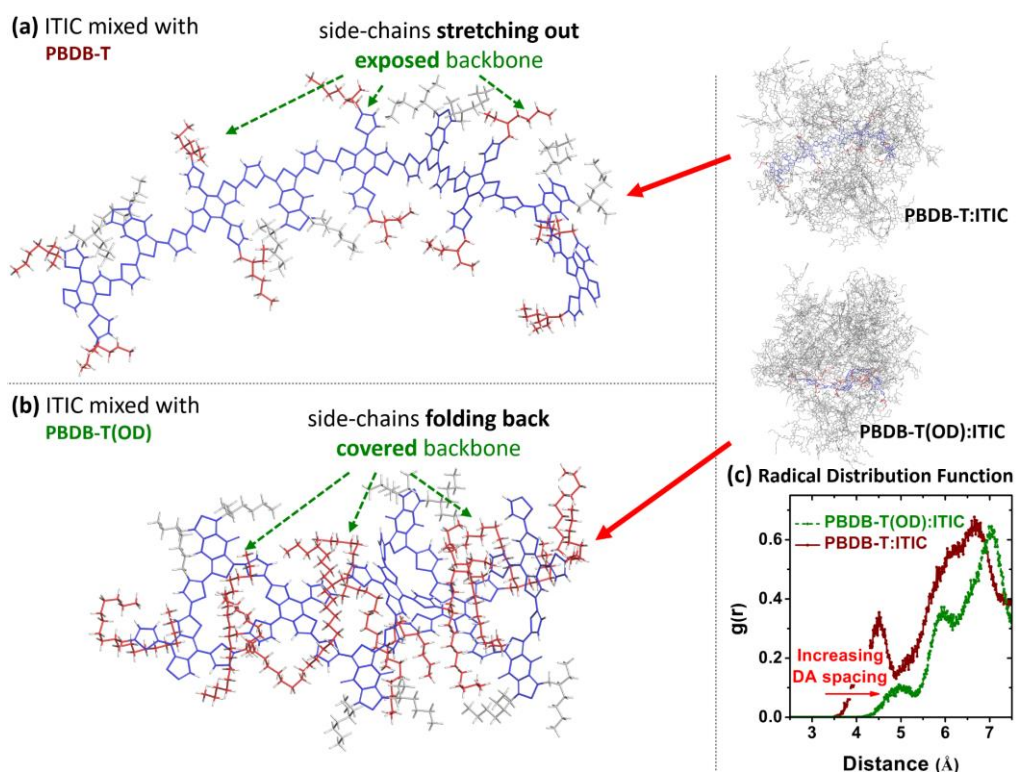 (a) ITIC mixed with
PBDB-T
side-chains stretching out
exposed backbone
PBDB-T:ITIC
PBDB-T(OD):ITIC
(b) ITIC mixed with
PBDB-T(OD)
side-chains folding back
covered backbone
(c) Radical Distribution Function
PBDB-T(OD):ITIC
PBDB-T:ITIC
g(r)
0.6
0.4
0.2
0.0
Increasing
DA spacing
3 4 5 6 7
Distance (Å)